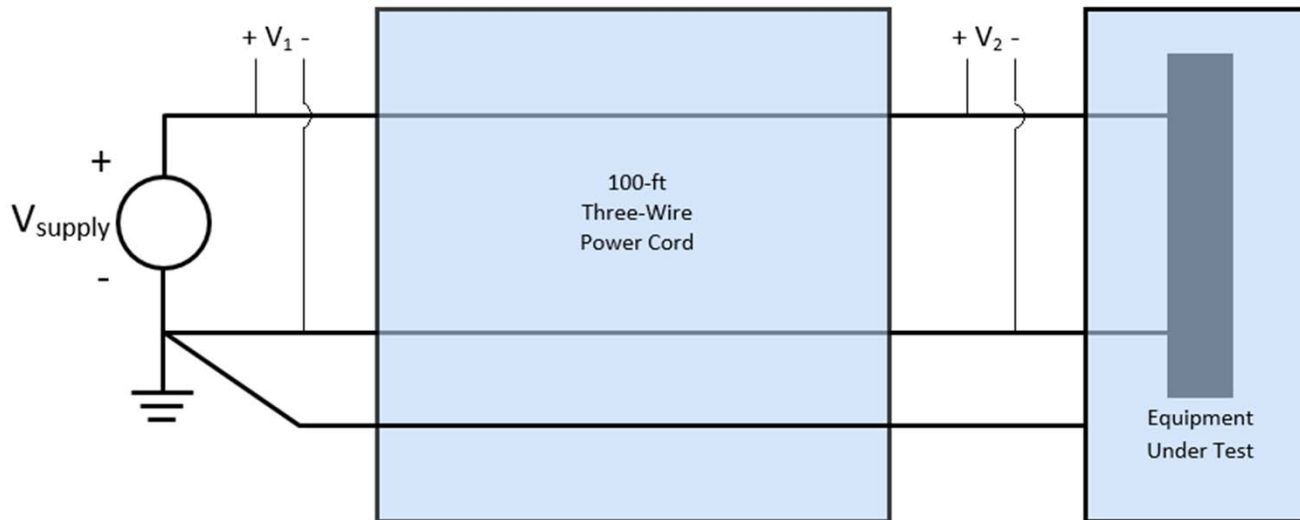 + V₁ -
+ V₂ -
+
Vsupply
-
100-ft
Three-Wire
Power Cord
Equipment
Under Test